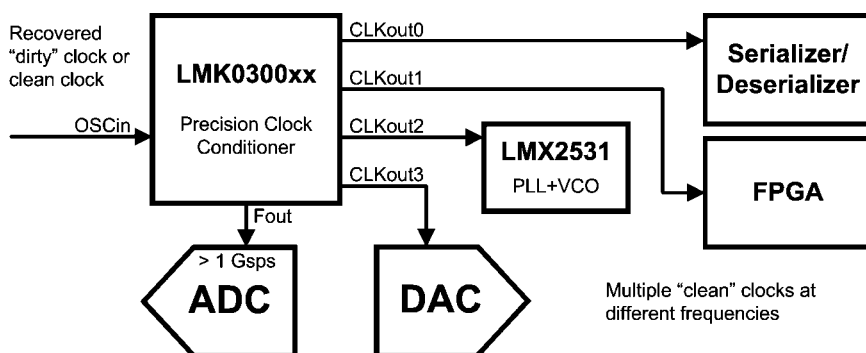 Recovered
“dirty” clock or
clean clock
OSCin
LMK0300xx
Precision Clock
Conditioner
CLKout0
CLKout1
CLKout2
CLKout3
Fout
Serializer/
Deserializer
LMX2531
PLL+VCO
FPGA
> 1 Gsps
ADC
DAC
Multiple “clean” clocks at
different frequencies